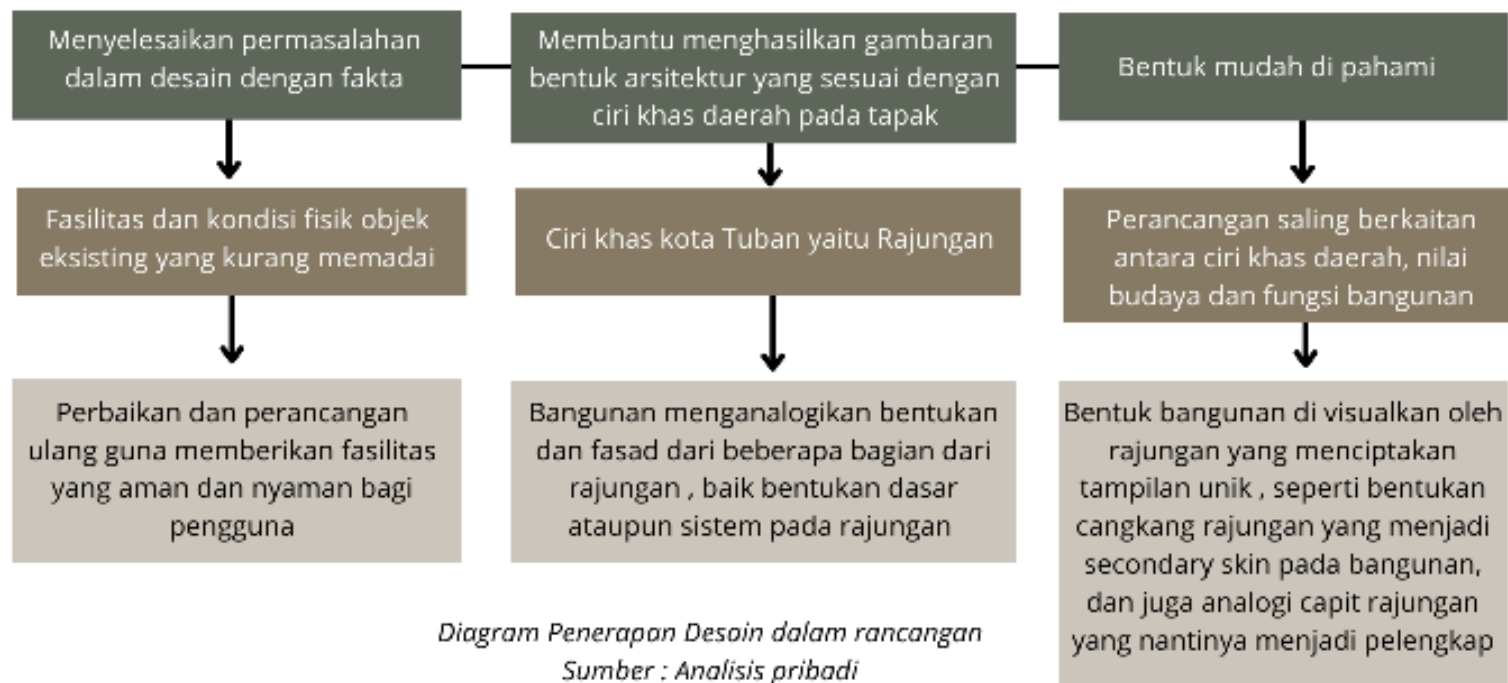 Menyelesaikan permasalahan
dalam desain dengan fakta
Membantu menghasilkan gambaran
bentuk arsitektur yang sesuai dengan
ciri khas daerah pada tapak
Bentuk mudah di pahami
Fasilitas dan kondisi fisik objek
eksisting yang kurang memadai
Ciri khas kota Tuban yaitu Rajungan
Perancangan saling berkaitan
antara ciri khas daerah, nilai
budaya dan fungsi bangunan
Perbaikan dan perancangan
ulang guna memberikan fasilitas
yang aman dan nyaman bagi
pengguna
Bangunan menganalogikan bentukan
dan fasad dari beberapa bagian dari
rajungan , baik bentukan dasar
ataupun sistem pada rajungan
Bentuk bangunan di visualkan oleh
rajungan yang menciptakan
tampilan unik , seperti bentukan
cangkang rajungan yang menjadi
secondary skin pada bangunan,
dan juga analogi capit rajungan
yang nantinya menjadi pelengkap
Diagram Penerapan Desain dalam rancangan
Sumber : Analisis pribadi